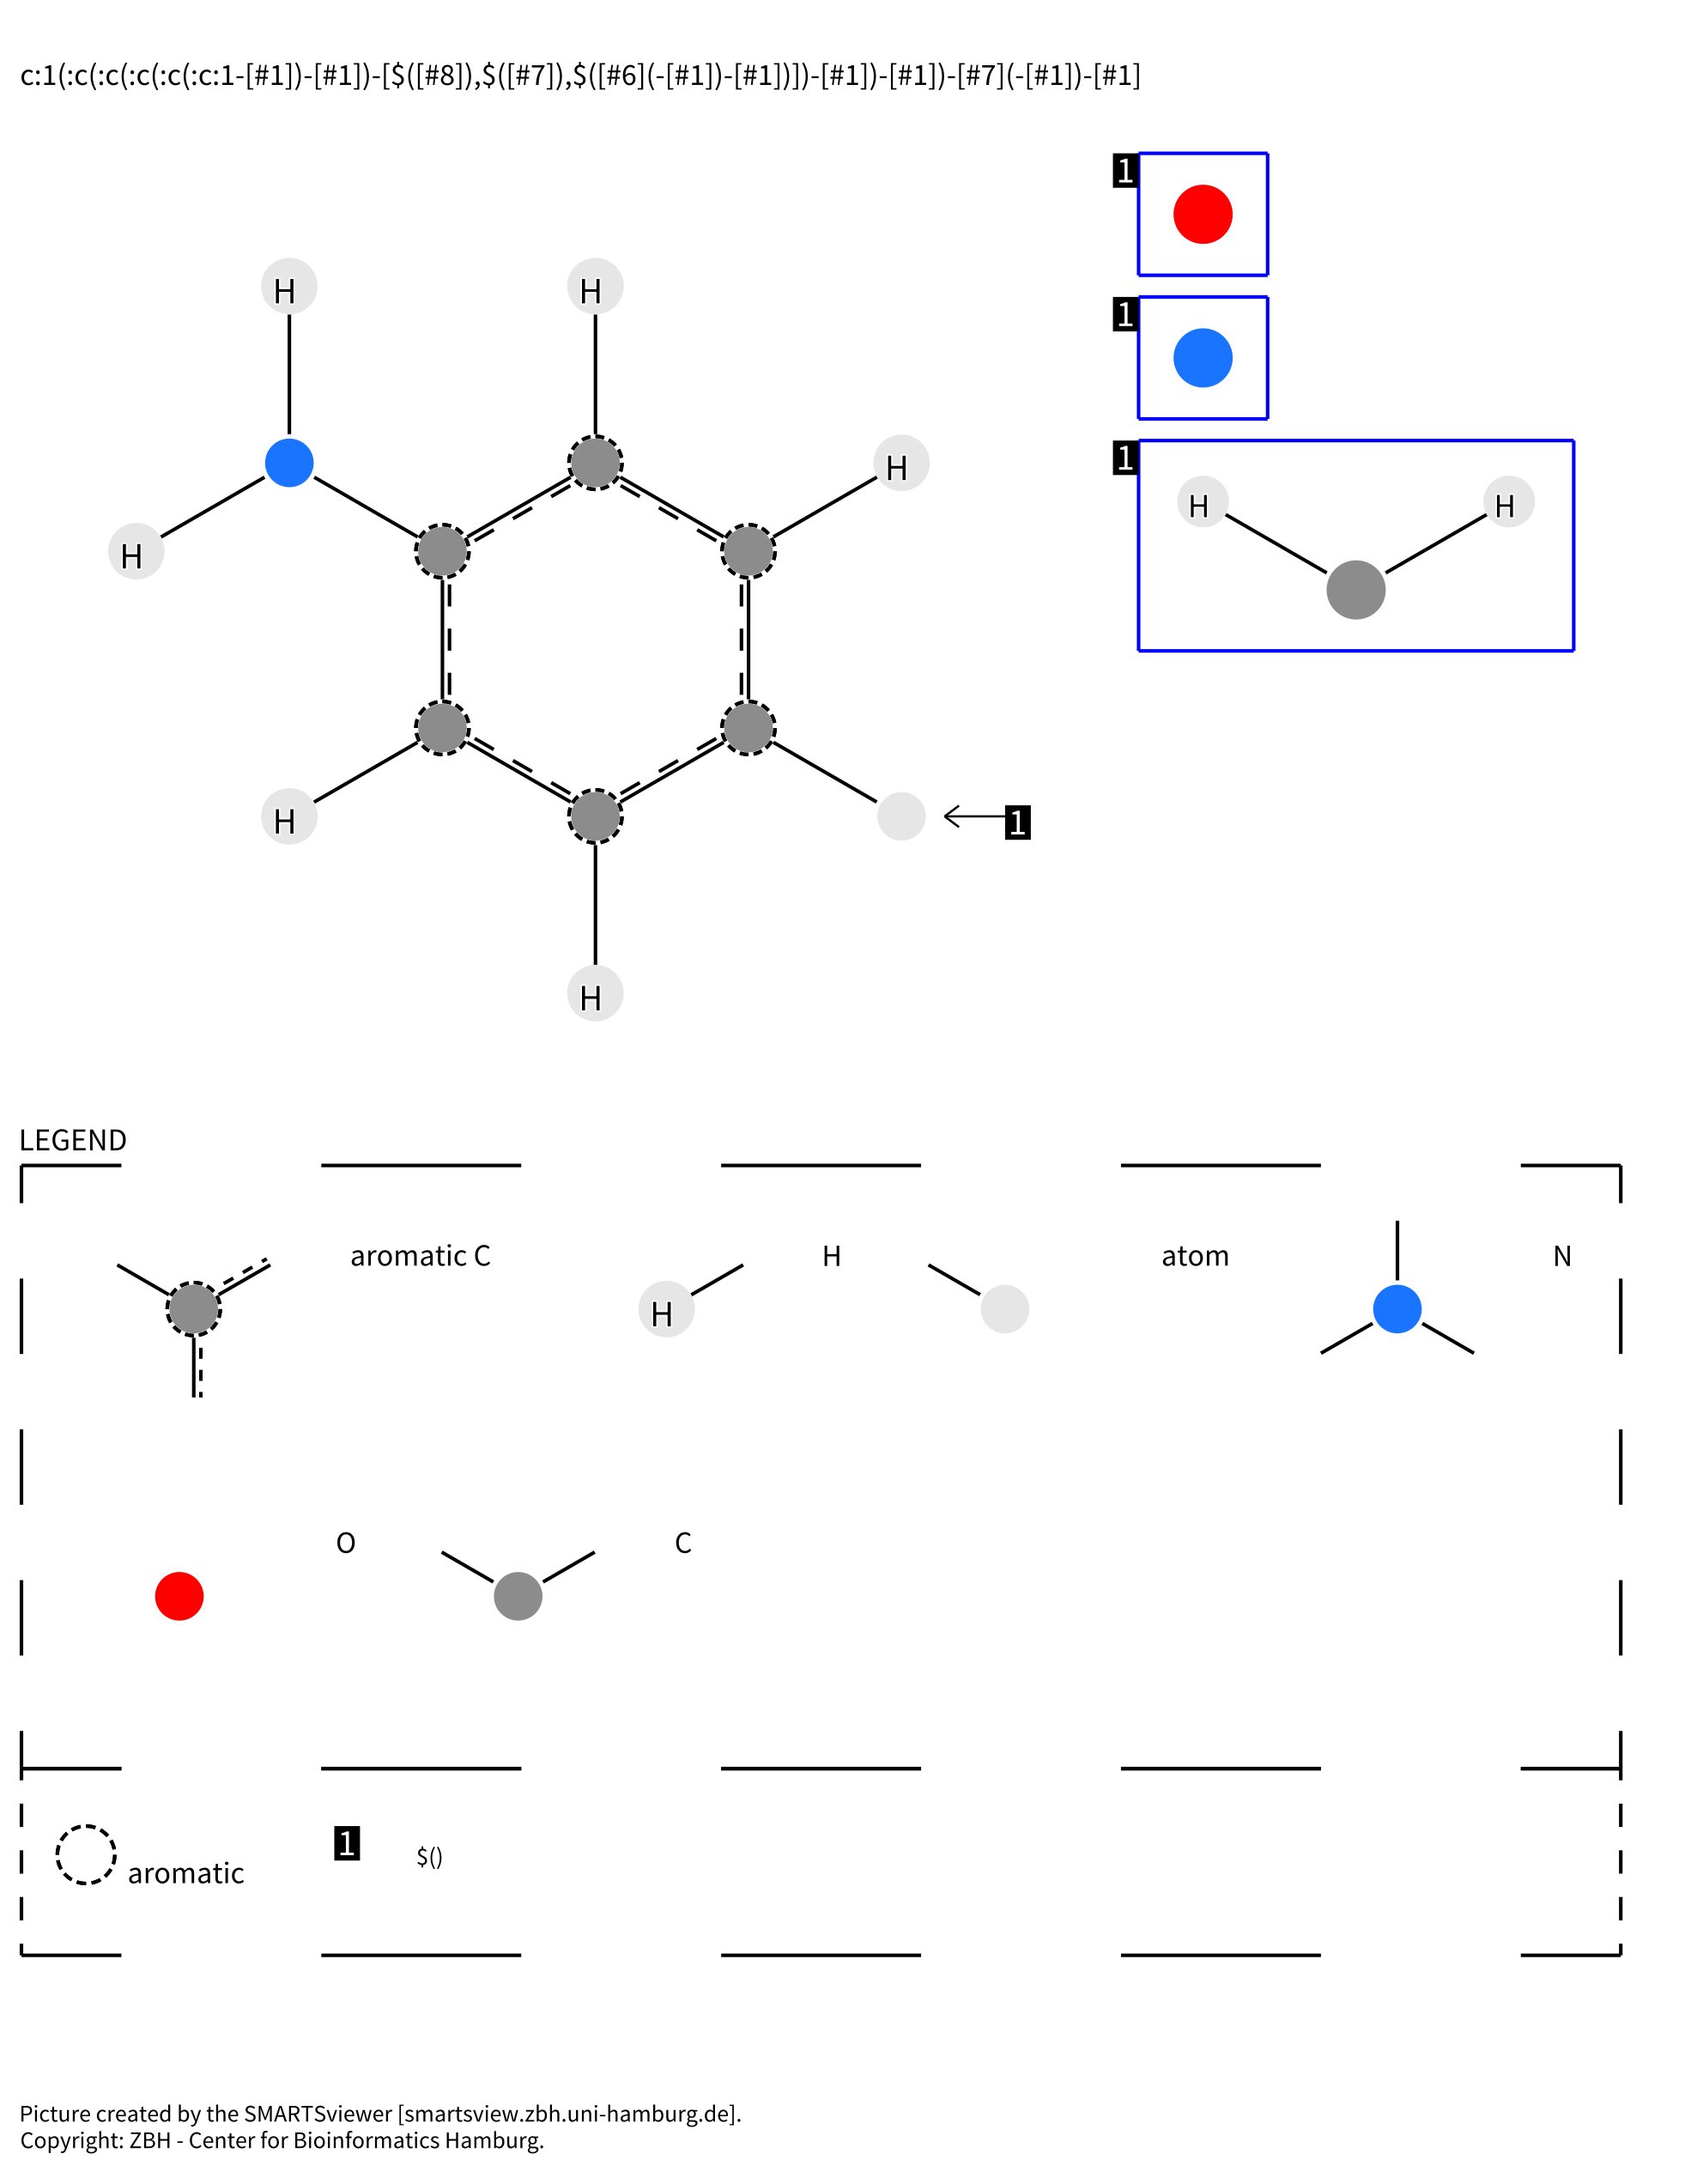 c:1(:c(:c(:c(:c(:c:1-[#1])-[#1])-[$([#8]),$([#7]),$([#6](-[#1])-[#1])])-[#1])-[#1])-[#7](-[#1])-[#1]
1
1
H
H
H
1
H
H
H
H
1
H
LEGEND
aromatic C
H
H
atom
N
O
C
aromatic
1
$()
Picture created by the SMARTSviewer [smartsview.zbh.uni-hamburg.de].
Copyright: ZBH - Center for Bioinformatics Hamburg.